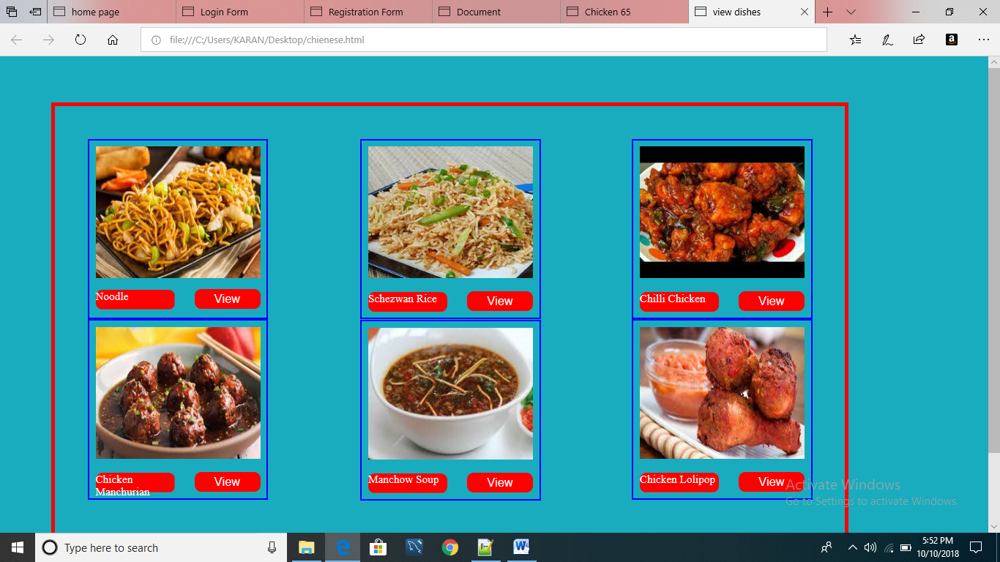 home page
Login Form
Registration Form
Document
Chicken 65
view dishes
file:///C:/Users/KARAN/Desktop/chienese.html
Noodle
View
Schezwan Rice
View
Chilli Chicken
View
Chicken
Manchurian
View
Manchow Soup
View
Chicken Lolipop
View
Activate Windows
Go to Settings to activate Windows.
Type here to search
5:52 PM
10/10/2018